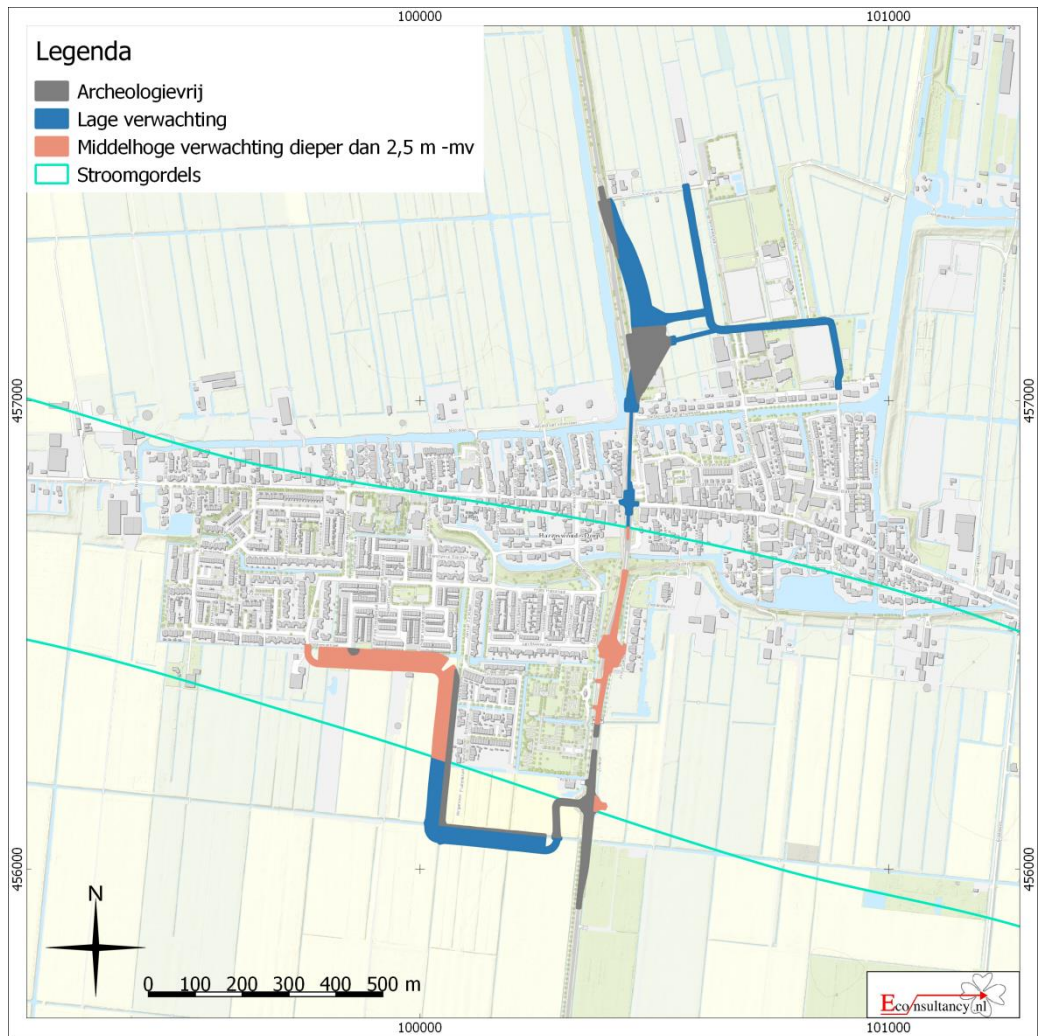 100000
101000
Legenda
Archeologievrij
Lage verwachting
Middelhoge verwachting dieper dan 2,5 m -mv
Stroomgordels
457000
457000
456000
456000
N
0 100 200 300 400 500 m
Econsultancy.nl
100000
101000